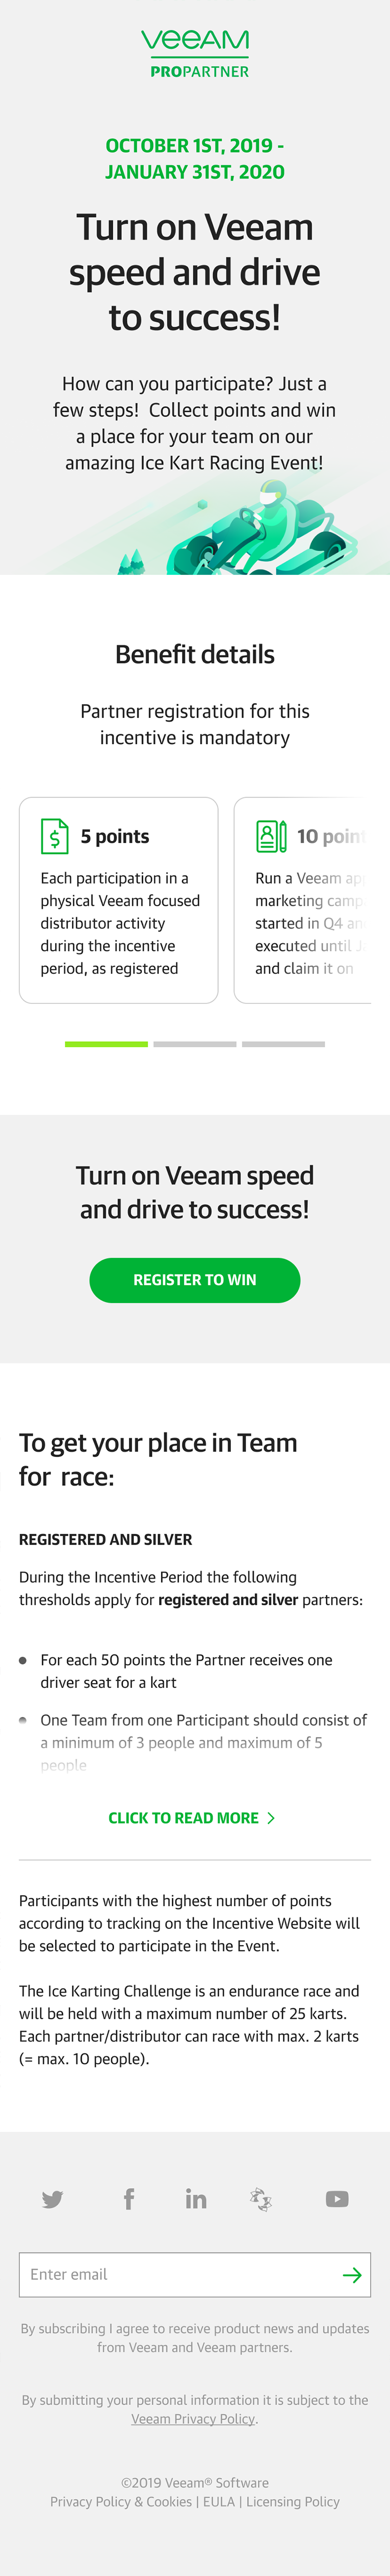 VEEAM
PROPARTNER
OCTOBER 1ST, 2019 -
JANUARY 31ST, 2020
Turn on Veeam
speed and drive
to success!
How can you participate? Just a
few steps!  Collect points and win
a place for your team on our
amazing Ice Kart Racing Event!
Benefit details
Partner registration for this
incentive is mandatory
5 points
Each participation in a
physical Veeam focused
distributor activity
during the incentive
period, as registered
10 point
Run a Veeam app
marketing camp
started in Q4 an
executed until J
and claim it on
Turn on Veeam speed
and drive to success!
REGISTER TO WIN
To get your place in Team
for  race:
REGISTERED AND SILVER
During the Incentive Period the following
thresholds apply for registered and silver partners:
For each 50 points the Partner receives one
driver seat for a kart
One Team from one Participant should consist of
a minimum of 3 people and maximum of 5
people
CLICK TO READ MORE >
Participants with the highest number of points
according to tracking on the Incentive Website will
be selected to participate in the Event.
The Ice Karting Challenge is an endurance race and
will be held with a maximum number of 25 karts.
Each partner/distributor can race with max. 2 karts
(= max. 10 people).
Enter email
By subscribing I agree to receive product news and updates
from Veeam and Veeam partners.
By submitting your personal information it is subject to the
Veeam Privacy Policy.
©2019 Veeam® Software
Privacy Policy & Cookies | EULA | Licensing Policy